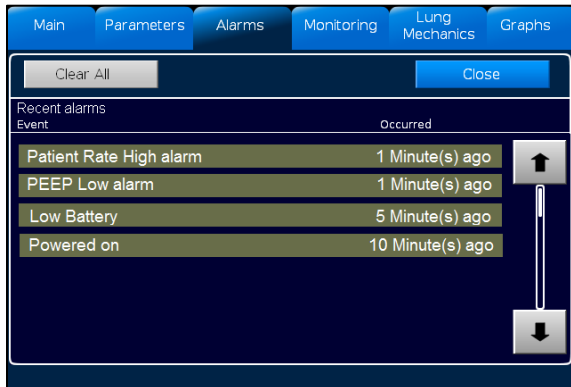 Main Parameters Alarms Monitoring Lung Mechanics Graphs
Clear All Close
Recent alarms
Event Occurred
Patient Rate High alarm 1 Minute(s) ago
PEEP Low alarm 1 Minute(s) ago
Low Battery 5 Minute(s) ago
Powered on 10 Minute(s) ago